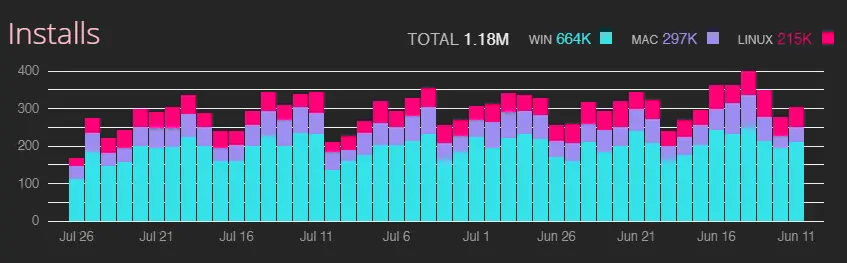 Installs
TOTAL 1.18M WIN 664K MAC 297K LINUX 215K
400
300
200
100
0
Jul 26 Jul 21 Jul 16 Jul 11 Jul 6 Jul 1 Jun 26 Jun 21 Jun 16 Jun 11